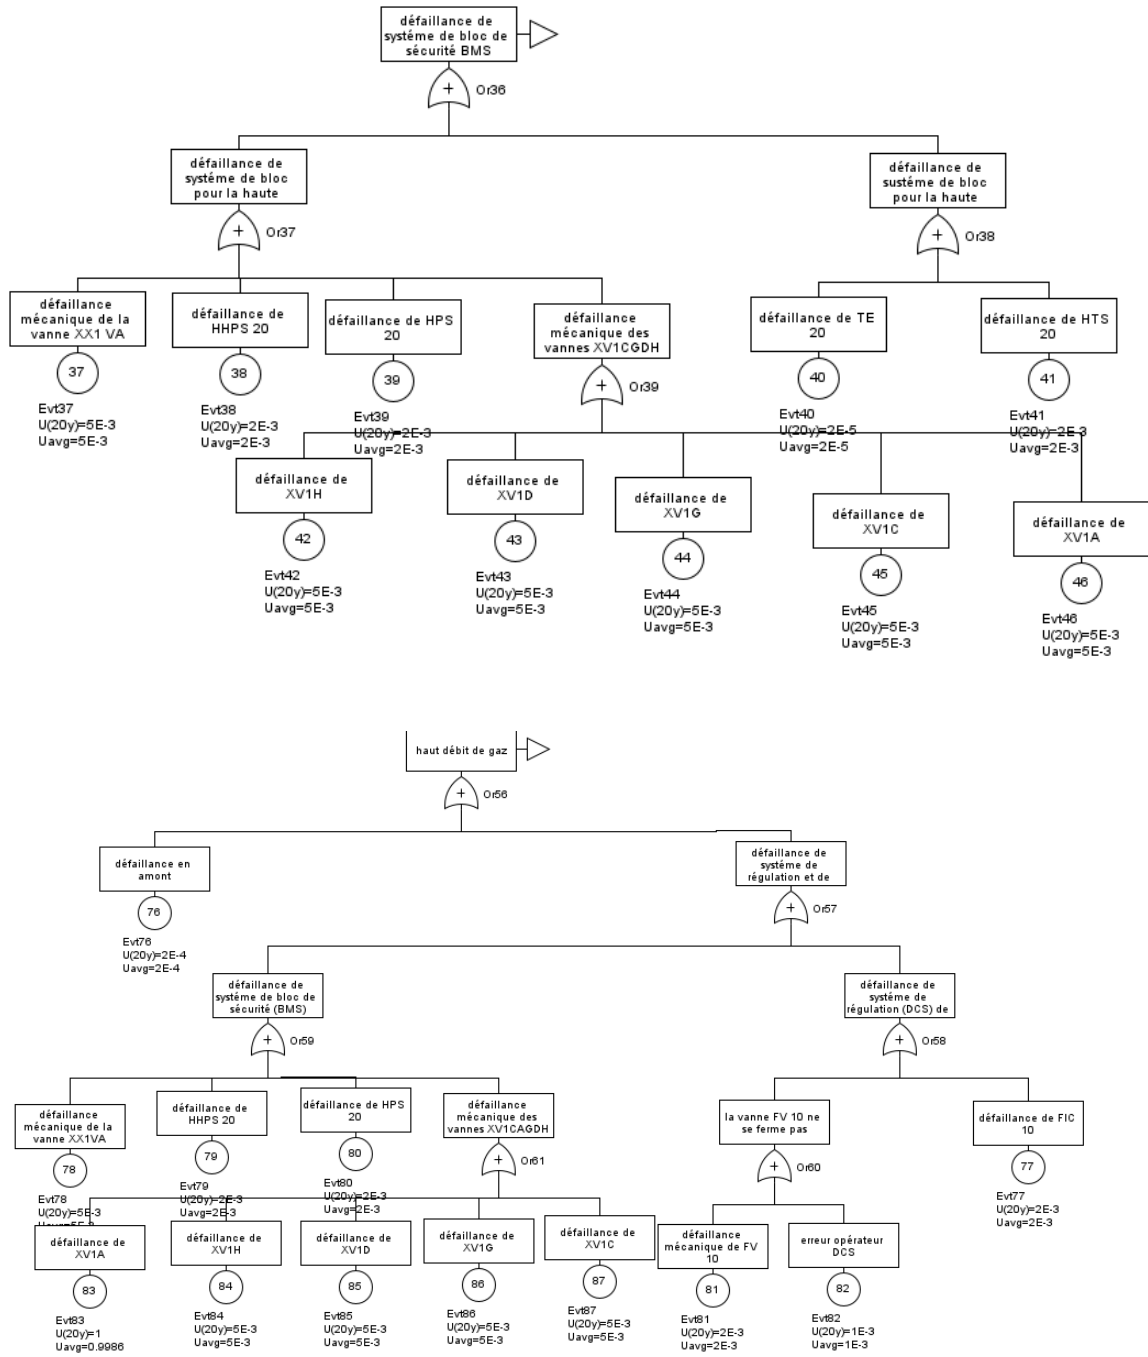 défaillance de
systéme de bloc de
sécurité BMS
+
Or36
défaillance de
systéme de bloc
pour la haute
+
Or37
défaillance de
sustéme de bloc
pour la haute
+
Or38
défaillance
mécanique de la
vanne XX1 VA
37
Evt37
U(20y)=5E-3
Uavg=5E-3
défaillance de
HHPS 20
38
Evt38
U(20y)=2E-3
Uavg=2E-3
défaillance de HPS
20
39
Evt39
U(20y)=2E-3
Uavg=2E-3
défaillance
mécanique des
vannes XV1CGDH
+
Or39
défaillance de TE
20
40
Evt40
U(20y)=2E-5
Uavg=2E-5
défaillance de HTS
20
41
Evt41
U(20y)=2E-3
Uavg=2E-3
défaillance de
XV1H
42
Evt42
U(20y)=5E-3
Uavg=5E-3
défaillance de
XV1D
43
Evt43
U(20y)=5E-3
Uavg=5E-3
défaillance de
XV1G
44
Evt44
U(20y)=5E-3
Uavg=5E-3
défaillance de
XV1C
45
Evt45
U(20y)=5E-3
Uavg=5E-3
défaillance de
XV1A
46
Evt46
U(20y)=5E-3
Uavg=5E-3
haut débit de gaz
+
Or56
défaillance en
amont
76
Evt76
U(20y)=2E-4
Uavg=2E-4
défaillance de
systéme de
régulation et de
+
Or57
défaillance de
systéme de bloc de
sécurité (BMS)
+
Or59
défaillance de
systéme de
régulation (DCS) de
+
Or58
défaillance
mécanique de la
vanne XX1VA
78
Evt78
U(20y)=5E-3
Uavg=5E-3
défaillance de
HHPS 20
79
Evt79
U(20y)=2E-3
Uavg=2E-3
défaillance de HPS
20
80
Evt80
U(20y)=2E-3
Uavg=2E-3
défaillance
mécanique des
vannes XV1CAGDH
+
Or61
la vanne FV 10 ne
se ferme pas
+
Or60
défaillance de FIC
10
77
Evt77
U(20y)=2E-3
Uavg=2E-3
défaillance de
XV1A
83
Evt83
U(20y)=1
Uavg=0.9986
défaillance de
XV1H
84
Evt84
U(20y)=5E-3
Uavg=5E-3
défaillance de
XV1D
85
Evt85
U(20y)=5E-3
Uavg=5E-3
défaillance de
XV1G
86
Evt86
U(20y)=5E-3
Uavg=5E-3
défaillance de
XV1C
87
Evt87
U(20y)=5E-3
Uavg=5E-3
défaillance
mécanique de FV
10
81
Evt81
U(20y)=2E-3
Uavg=2E-3
erreur opérateur
DCS
82
Evt82
U(20y)=1E-3
Uavg=1E-3